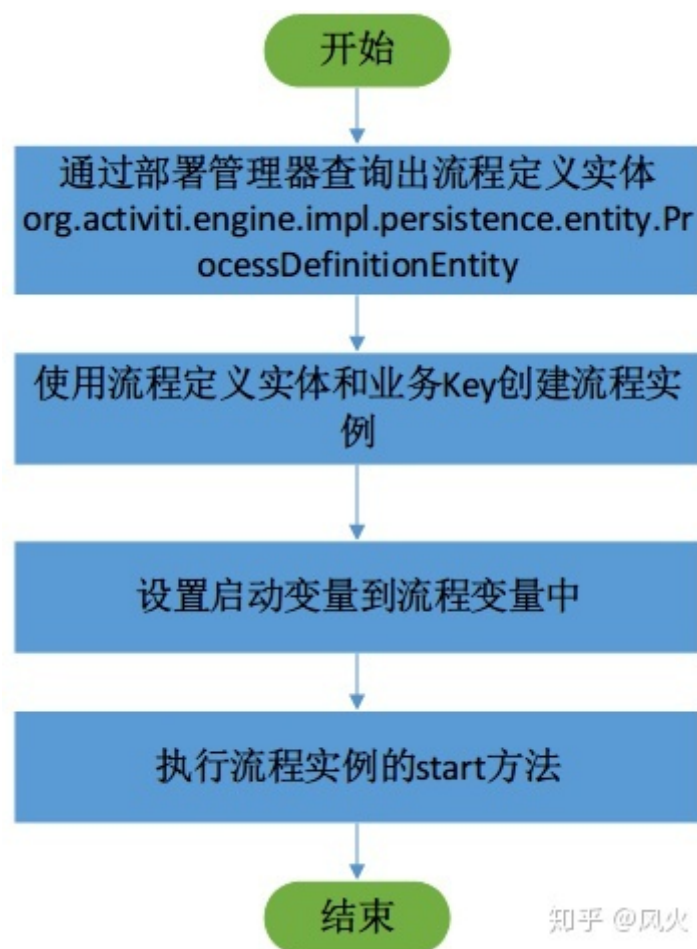 开始
通过部署管理器查询出流程定义实体
org.activiti.engine.impl.persistence.entity.Pr
ocessDefinitionEntity
使用流程定义实体和业务Key创建流程实
例
设置启动变量到流程变量中
执行流程实例的start方法
结束
知乎 @风火